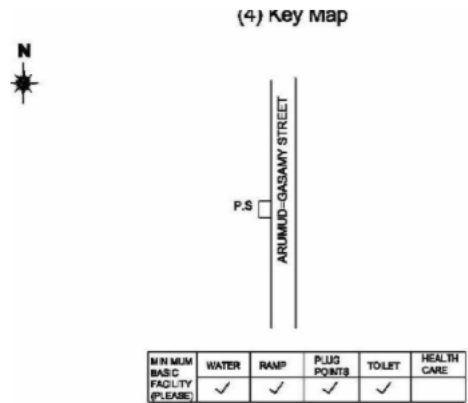 (4) Key Map
N
ARUMUD=GASAMY STREET
P.S
MINIMUM BASIC FACILITY (PLEASE)
WATER
RAMP
PLUG POINTS
TOILET
HEALTH CARE
✓ ✓ ✓ ✓